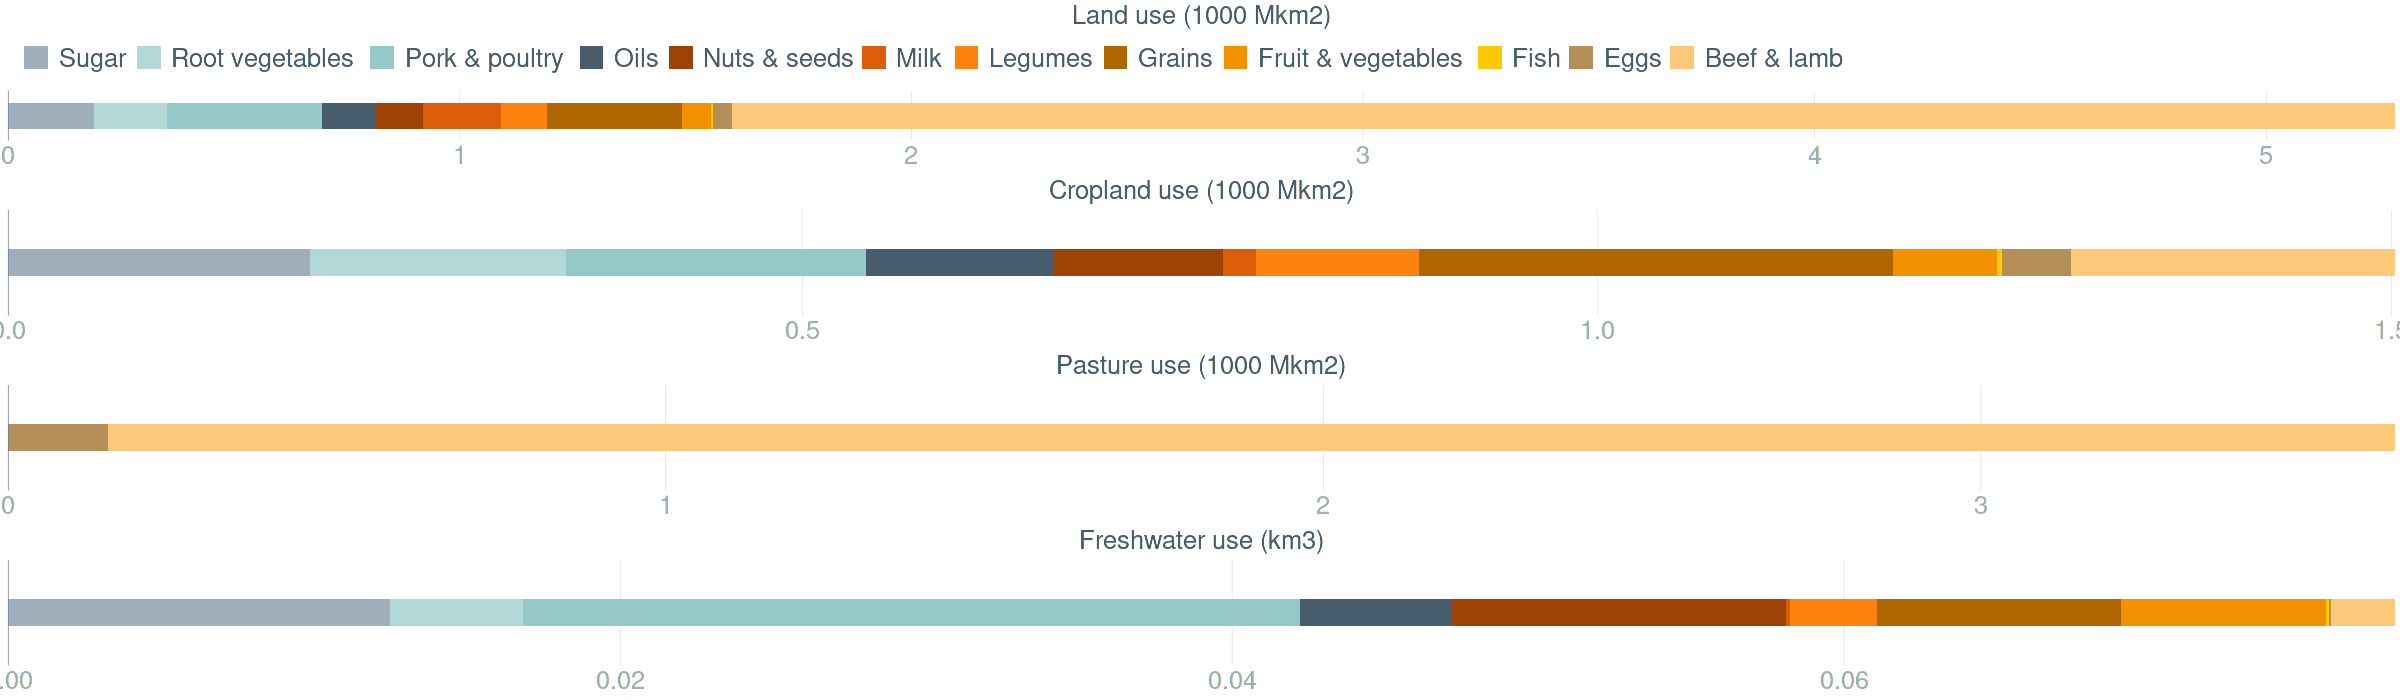 Land use (1000 Mkm2)
Sugar Root vegetables Pork & poultry Oils Nuts & seeds Milk Legumes Grains Fruit & vegetables Fish Eggs Beef & lamb
0 1 2 3 4 5
Cropland use (1000 Mkm2)
0.0 0.5 1.0 1.5
Pasture use (1000 Mkm2)
0 1 2 3
Freshwater use (km3)
.00 0.02 0.04 0.06